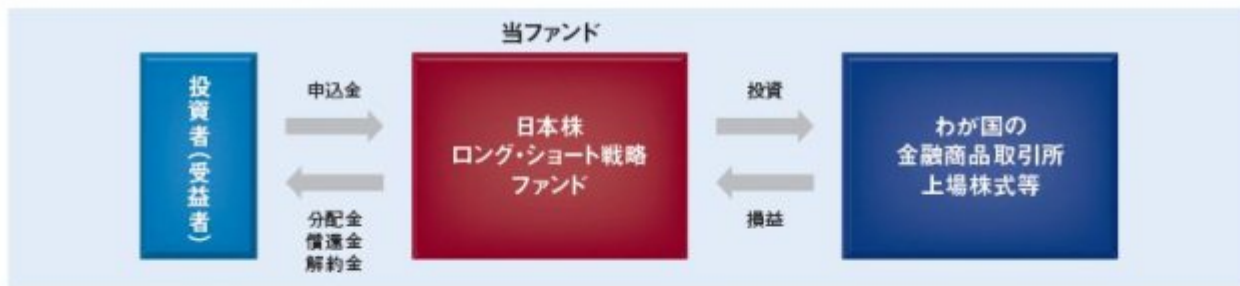 当ファンド
投資者(受益者)
申込金
分配金
償還金
解約金
日本株
ロング・ショート戦略
ファンド
投資
損益
わが国の
金融商品取引所
上場株式等